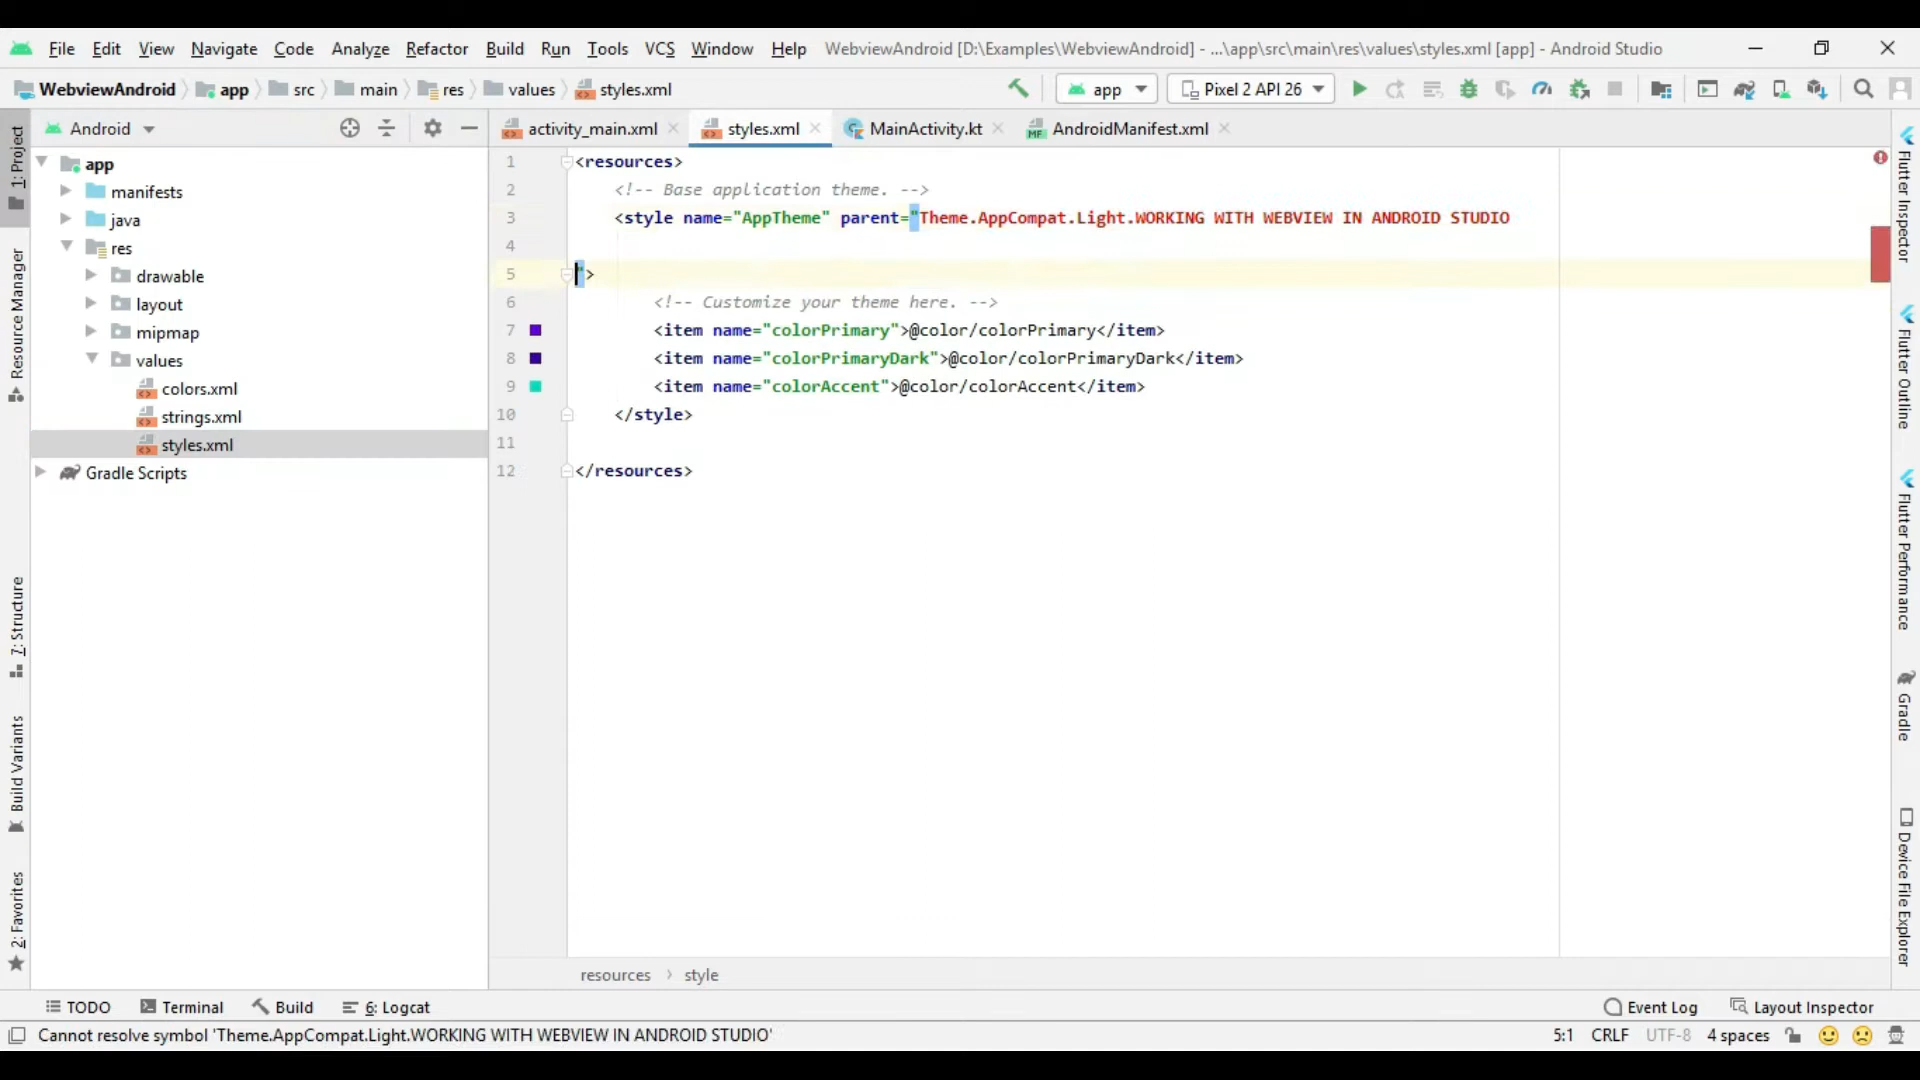 File Edit View Navigate Code Analyze Refactor Build Run Tools VCS Window Help WebviewAndroid [D:\Examples\WebviewAndroid] - ...\app\src\main\res\values\styles.xml [app] - Android Studio
WebviewAndroid app src main res values styles.xml app Pixel 2 API 26
Android activity_main.xml styles.xml MainActivity.kt AndroidManifest.xml
1: Project
Resource Manager
7: Structure
Build Variants
2: Favorites
app
manifests
java
res
drawable
layout
mipmap
values
colors.xml
strings.xml
styles.xml
Gradle Scripts
1 <resources>
2 <!-- Base application theme. -->
3 <style name="AppTheme" parent="Theme.AppCompat.Light.WORKING WITH WEBVIEW IN ANDROID STUDIO
4
5 ">
6 <!-- Customize your theme here. -->
7 <item name="colorPrimary">@color/colorPrimary</item>
8 <item name="colorPrimaryDark">@color/colorPrimaryDark</item>
9 <item name="colorAccent">@color/colorAccent</item>
10 </style>
11
12 </resources>
Flutter Inspector
Flutter Outline
Flutter Performance
Gradle
Device File Explorer
resources style
TODO Terminal Build 6: Logcat Event Log Layout Inspector
Cannot resolve symbol 'Theme.AppCompat.Light.WORKING WITH WEBVIEW IN ANDROID STUDIO' 5:1 CRLF UTF-8 4 spaces